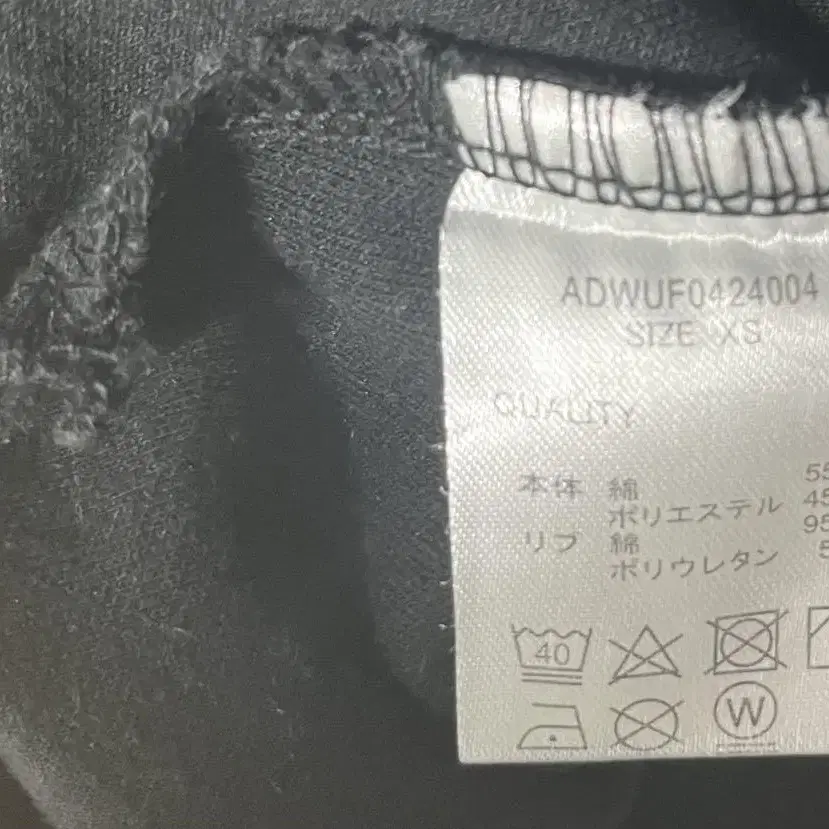 ADWUF0424004
SIZE XS
QUALITY
本体 綿 55
ポリエステル 45
リブ 綿 95
ポリウレタン 5
40
W